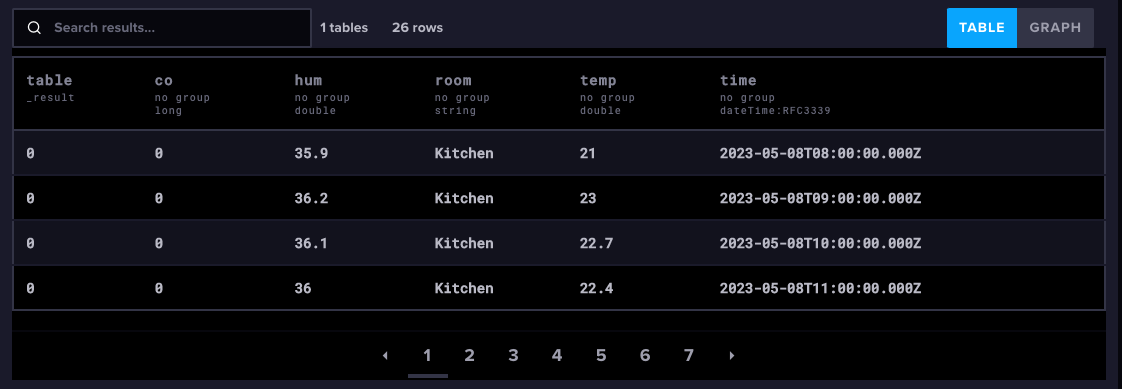 Search results... 1 tables 26 rows TABLE GRAPH
table co hum room temp time
_result no group no group no group no group no group
long double string double dateTime:RFC3339
0 0 35.9 Kitchen 21 2023-05-08T08:00:00.000Z
0 0 36.2 Kitchen 23 2023-05-08T09:00:00.000Z
0 0 36.1 Kitchen 22.7 2023-05-08T10:00:00.000Z
0 0 36 Kitchen 22.4 2023-05-08T11:00:00.000Z
1 2 3 4 5 6 7